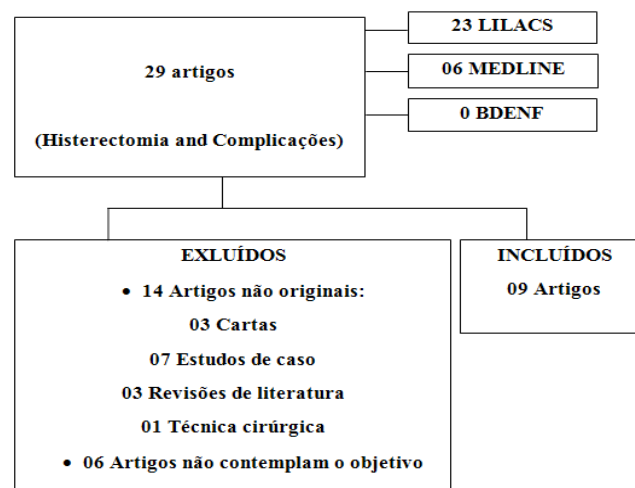 29 artigos
(Histerectomia and Complicações)
23 LILACS
06 MEDLINE
0 BDENF
EXLUÍDOS
• 14 Artigos não originais:
03 Cartas
07 Estudos de caso
03 Revisões de literatura
01 Técnica cirúrgica
• 06 Artigos não contemplam o objetivo
INCLUÍDOS
09 Artigos